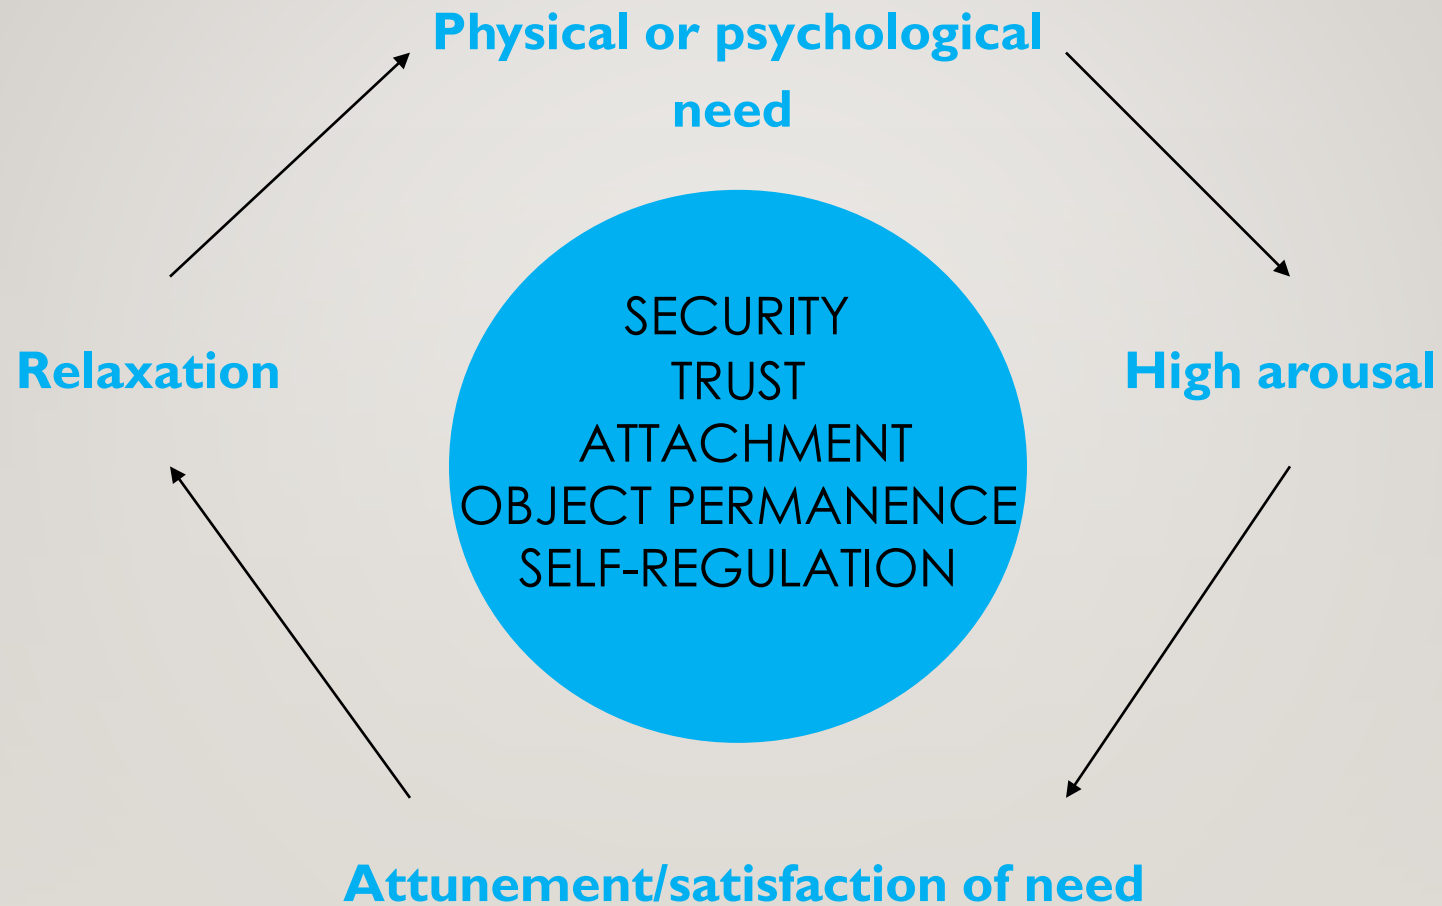 Physical or psychological
need
SECURITY
TRUST
ATTACHMENT
OBJECT PERMANENCE
SELF-REGULATION
Relaxation
High arousal
Attunement/satisfaction of need